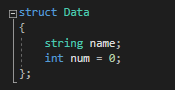 struct Data
{
string name;
int num = 0;
};